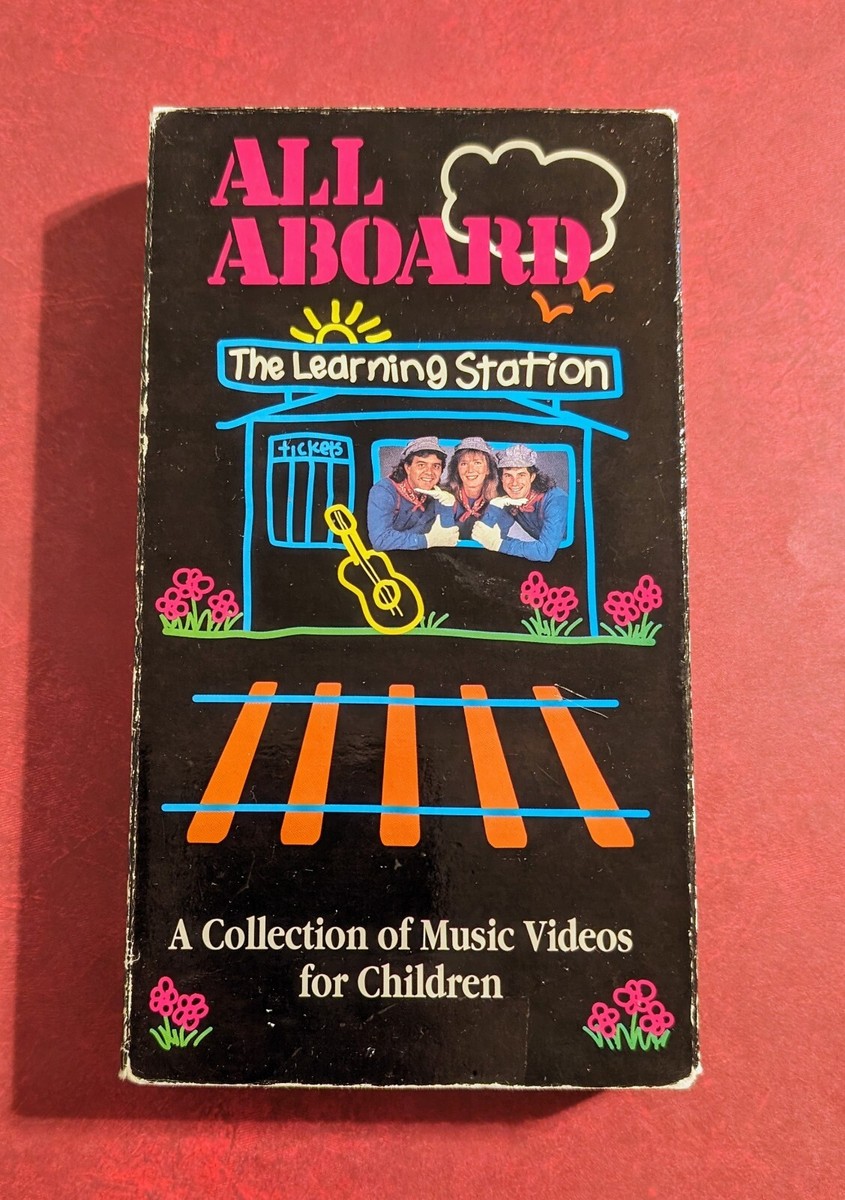 ALL
ABOARD
The Learning Station
tickets
A Collection of Music Videos
for Children